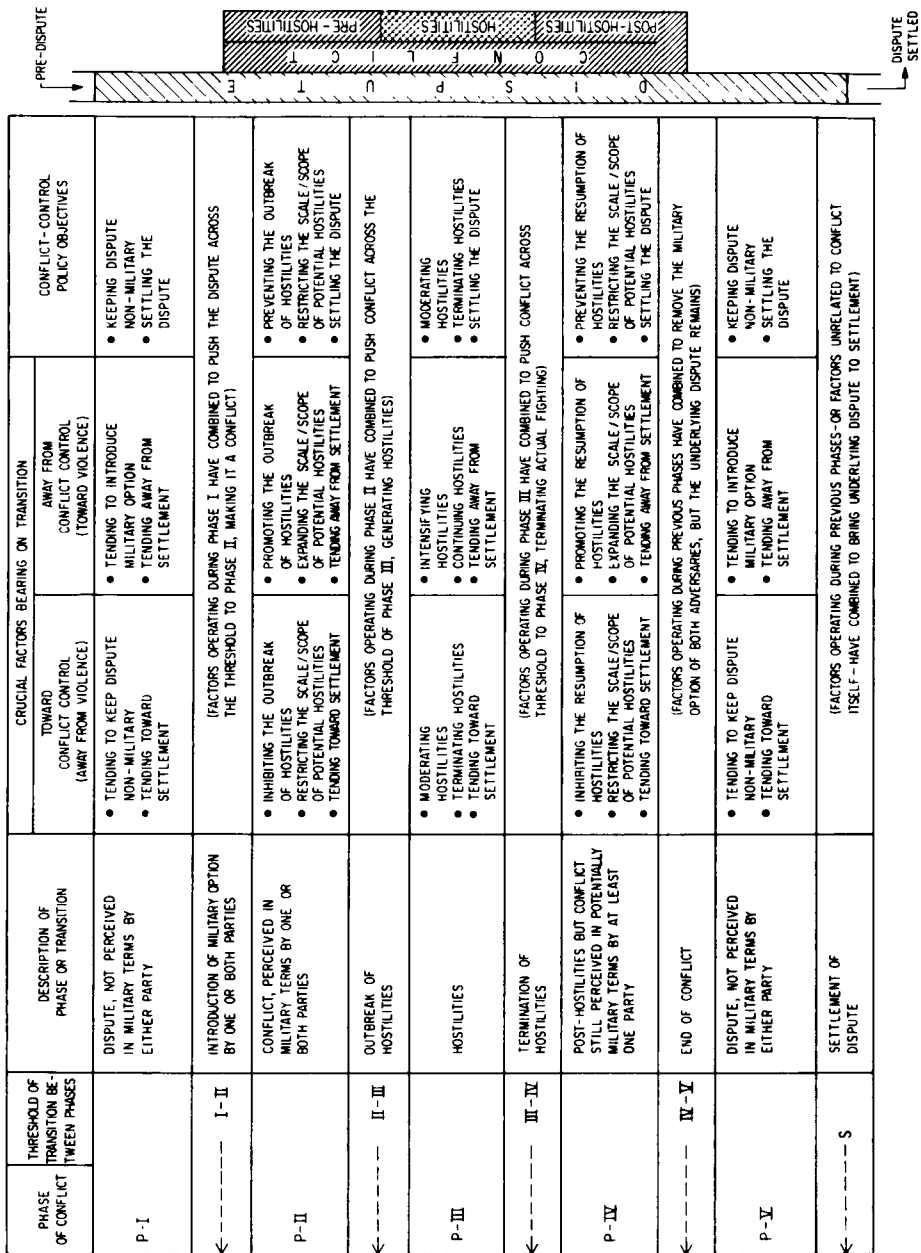 PHASE
OF CONFLICT
THRESHOLD OF
TRANSITION BE-
TWEEN PHASES
DESCRIPTION OF
PHASE OR TRANSITION
CRUCIAL FACTORS BEARING ON TRANSITION
TOWARD
CONFLICT CONTROL
(AWAY FROM VIOLENCE)
AWAY FROM
CONFLICT CONTROL
(TOWARD VIOLENCE)
CONFLICT-CONTROL
POLICY OBJECTIVES
PRE-DISPUTE
P-I
DISPUTE, NOT PERCEIVED
IN MILITARY TERMS BY
EITHER PARTY
• TENDING TO KEEP DISPUTE
NON-MILITARY
• TENDING TOWARD
SETTLEMENT
• TENDING TO INTRODUCE
MILITARY OPTION
• TENDING AWAY FROM
SETTLEMENT
• KEEPING DISPUTE
NON-MILITARY
• SETTLING THE
DISPUTE
I-II
INTRODUCTION OF MILITARY OPTION
BY ONE OR BOTH PARTIES
(FACTORS OPERATING DURING PHASE I HAVE COMBINED TO PUSH THE DISPUTE ACROSS
THE THRESHOLD TO PHASE II, MAKING IT A CONFLICT)
P-II
CONFLICT, PERCEIVED IN
MILITARY TERMS BY ONE OR
BOTH PARTIES
• INHIBITING THE OUTBREAK
OF HOSTILITIES
• RESTRICTING THE SCALE/SCOPE
OF POTENTIAL HOSTILITIES
• TENDING TOWARD SETTLEMENT
• PROMOTING THE OUTBREAK
OF HOSTILITIES
• EXPANDING THE SCALE/SCOPE
OF POTENTIAL HOSTILITIES
• TENDING AWAY FROM SETTLEMENT
• PREVENTING THE OUTBREAK
OF HOSTILITIES
• RESTRICTING THE SCALE/SCOPE
OF POTENTIAL HOSTILITIES
• SETTLING THE DISPUTE
II-III
OUTBREAK OF
HOSTILITIES
(FACTORS OPERATING DURING PHASE II HAVE COMBINED TO PUSH CONFLICT ACROSS THE
THRESHOLD OF PHASE III, GENERATING HOSTILITIES)
P-III
HOSTILITIES
• MODERATING
HOSTILITIES
• TERMINATING HOSTILITIES
• TENDING TOWARD
SETTLEMENT
• INTENSIFYING
HOSTILITIES
• CONTINUING HOSTILITIES
• TENDING AWAY FROM
SETTLEMENT
• MODERATING
HOSTILITIES
• TERMINATING HOSTILITIES
• SETTLING THE DISPUTE
III-IV
TERMINATION OF
HOSTILITIES
(FACTORS OPERATING DURING PHASE III HAVE COMBINED TO PUSH CONFLICT ACROSS
THRESHOLD TO PHASE IV, TERMINATING ACTUAL FIGHTING)
P-IV
POST-HOSTILITIES BUT CONFLICT
STILL PERCEIVED IN POTENTIALLY
MILITARY TERMS BY AT LEAST
ONE PARTY
• INHIBITING THE RESUMPTION OF
HOSTILITIES
• RESTRICTING THE SCALE/SCOPE
OF POTENTIAL HOSTILITIES
• TENDING TOWARD SETTLEMENT
• PROMOTING THE RESUMPTION OF
HOSTILITIES
• EXPANDING THE SCALE/SCOPE
OF POTENTIAL HOSTILITIES
• TENDING AWAY FROM SETTLEMENT
• PREVENTING THE RESUMPTION OF
HOSTILITIES
• RESTRICTING THE SCALE/SCOPE
OF POTENTIAL HOSTILITIES
• SETTLING THE DISPUTE
IV-V
END OF CONFLICT
(FACTORS OPERATING DURING PREVIOUS PHASES HAVE COMBINED TO REMOVE THE MILITARY
OPTION OF BOTH ADVERSARIES, BUT THE UNDERLYING DISPUTE REMAINS)
P-V
DISPUTE, NOT PERCEIVED
IN MILITARY TERMS BY
EITHER PARTY
• TENDING TO KEEP DISPUTE
NON-MILITARY
• TENDING TOWARD
SETTLEMENT
• TENDING TO INTRODUCE
MILITARY OPTION
• TENDING AWAY FROM
SETTLEMENT
• KEEPING DISPUTE
NON-MILITARY
• SETTLING THE
DISPUTE
S
SETTLEMENT OF
DISPUTE
(FACTORS OPERATING DURING PREVIOUS PHASES-OR FACTORS UNRELATED TO CONFLICT
ITSELF-HAVE COMBINED TO BRING UNDERLYING DISPUTE TO SETTLEMENT)
DISPUTE
CONFLICT
PRE-HOSTILITIES
HOSTILITIES
POST-HOSTILITIES
DISPUTE
SETTLED